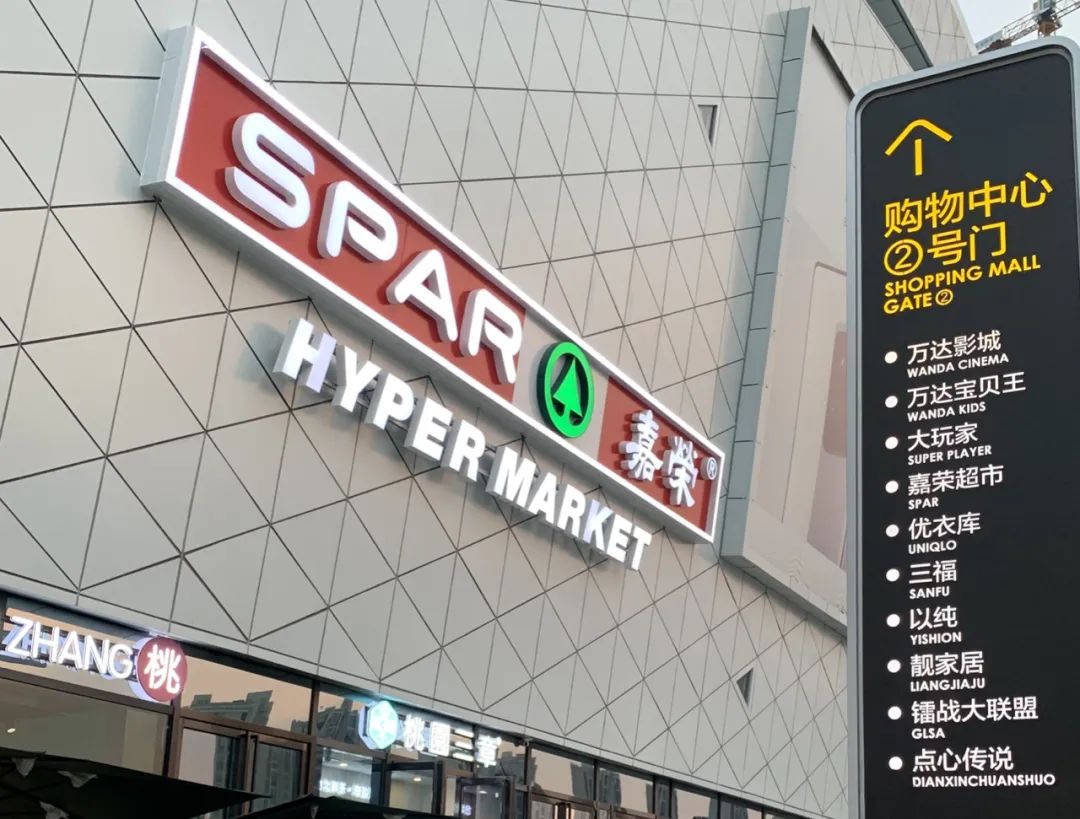 SPAR 嘉荣®
HYPER MARKET
ZHANG 桃
桃園三章
购物中心
②号门
SHOPPING MALL
GATE②
万达影城
WANDA CINEMA
万达宝贝王
WANDA KIDS
大玩家
SUPER PLAYER
嘉荣超市
SPAR
优衣库
UNIQLO
三福
SANFU
以纯
YISHION
靓家居
LIANGJIAJU
镭战大联盟
GLSA
点心传说
DIANXINCHUANSHUO